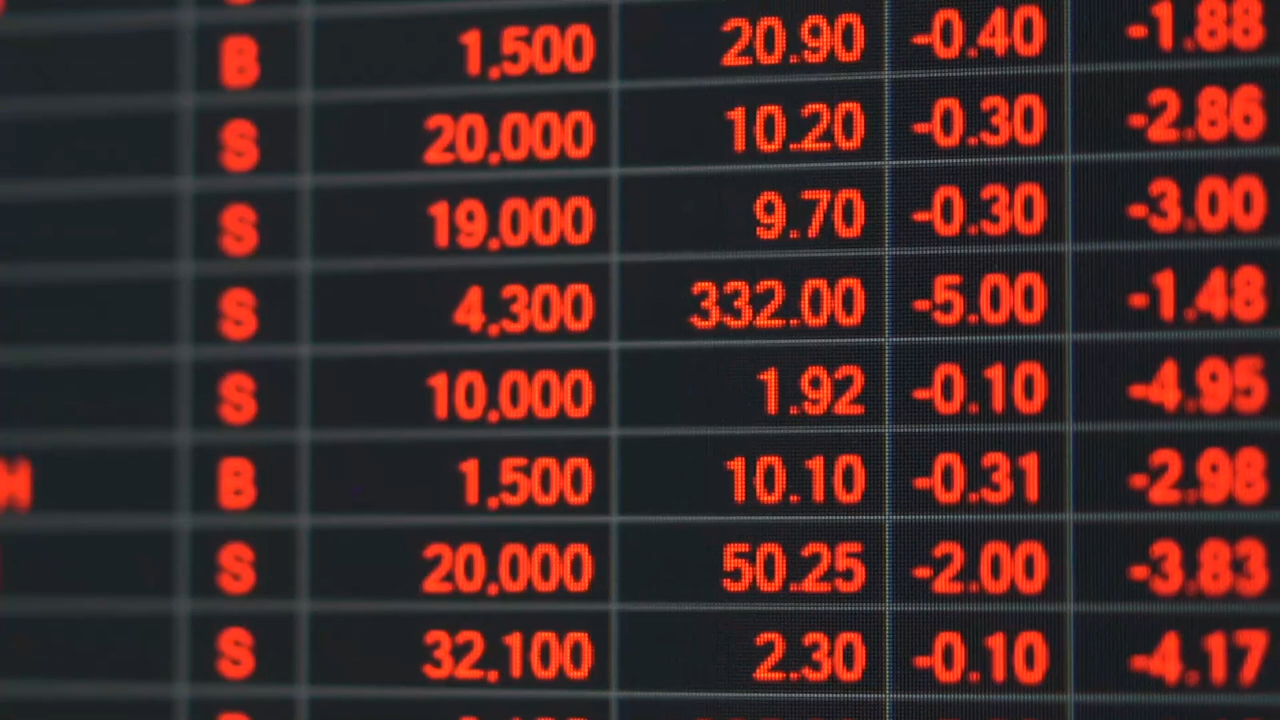 B 1,500 20.90 -0.40 -1.88
S 20,000 10.20 -0.30 -2.86
S 19,000 9.70 -0.30 -3.00
S 4,300 332.00 -5.00 -1.48
S 10,000 1.92 -0.10 -4.95
H B 1,500 10.10 -0.31 -2.98
S 20,000 50.25 -2.00 -3.83
S 32,100 2.30 -0.10 -4.17